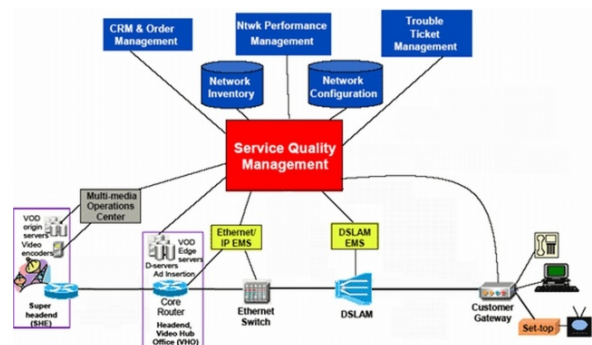 CRM & Order
Management
Ntwk Performance
Management
Trouble
Ticket
Management
Network
Inventory
Network
Configuration
Service Quality
Management
Multi-media
Operations
Center
VOD
origin
servers
Video
encoders
VOD
Edge
servers
D-servers
Ad Insertion
Ethernet/
IP EMS
DSLAM
EMS
Super
headend
(SHE)
Core
Router
Headend,
Video Hub
Office (VHO)
Ethernet
Switch
DSLAM
Customer
Gateway
Set-top